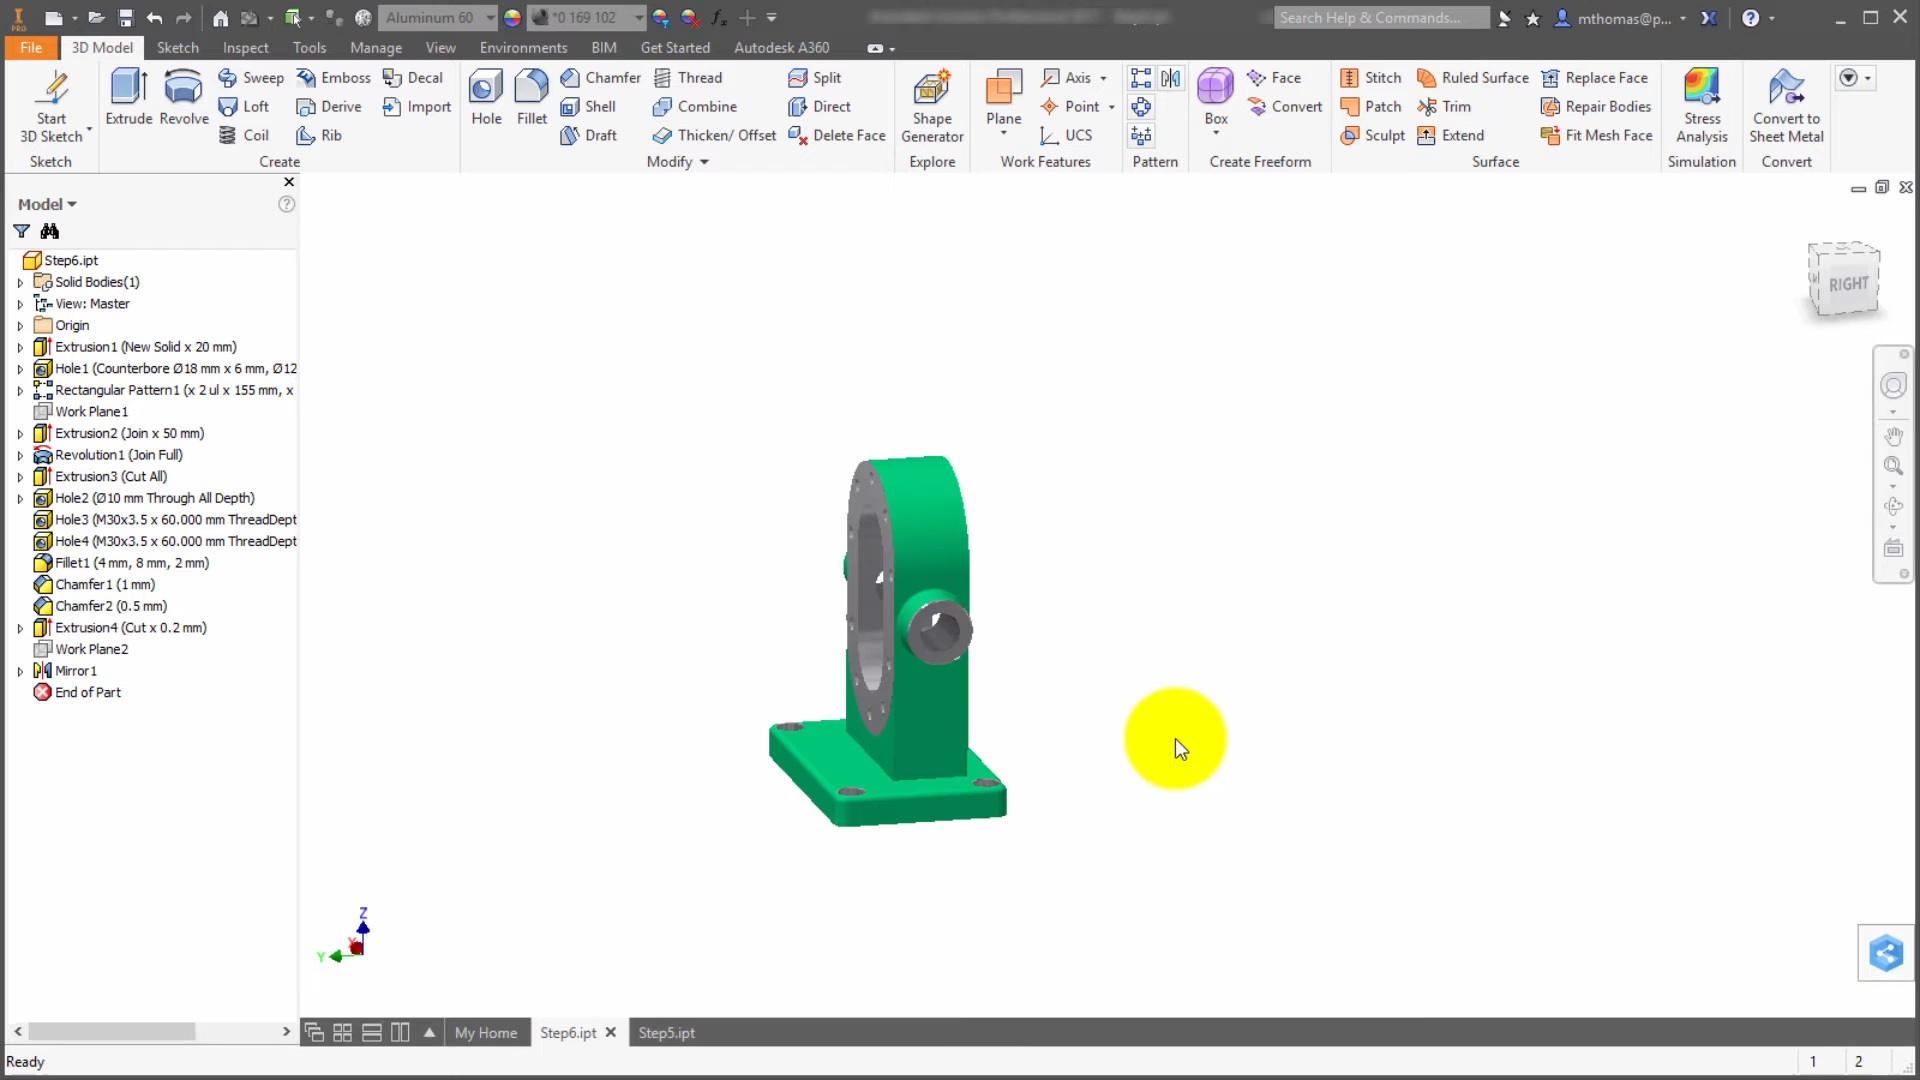 PRO
Aluminum 60
*0 169 102
Search Help & Commands...
mthomas@p...
File
3D Model
Sketch
Inspect
Tools
Manage
View
Environments
BIM
Get Started
Autodesk A360
Start
3D Sketch
Extrude
Revolve
Sweep
Loft
Coil
Emboss
Derive
Rib
Decal
Import
Hole
Fillet
Chamfer
Shell
Draft
Thread
Combine
Thicken/ Offset
Split
Direct
Delete Face
Shape
Generator
Plane
Axis
Point
UCS
Box
Face
Convert
Stitch
Patch
Sculpt
Ruled Surface
Trim
Extend
Replace Face
Repair Bodies
Fit Mesh Face
Stress
Analysis
Convert to
Sheet Metal
Sketch
Create
Modify
Explore
Work Features
Pattern
Create Freeform
Surface
Simulation
Convert
Model
Step6.ipt
Solid Bodies(1)
View: Master
Origin
Extrusion1 (New Solid x 20 mm)
Hole1 (Counterbore Ø18 mm x 6 mm, Ø12
Rectangular Pattern1 (x 2 ul x 155 mm, x
Work Plane1
Extrusion2 (Join x 50 mm)
Revolution1 (Join Full)
Extrusion3 (Cut All)
Hole2 (Ø10 mm Through All Depth)
Hole3 (M30x3.5 x 60.000 mm ThreadDept
Hole4 (M30x3.5 x 60.000 mm ThreadDept
Fillet1 (4 mm, 8 mm, 2 mm)
Chamfer1 (1 mm)
Chamfer2 (0.5 mm)
Extrusion4 (Cut x 0.2 mm)
Work Plane2
Mirror1
End of Part
RIGHT
Z
X
Y
My Home
Step6.ipt
Step5.ipt
Ready
1
2